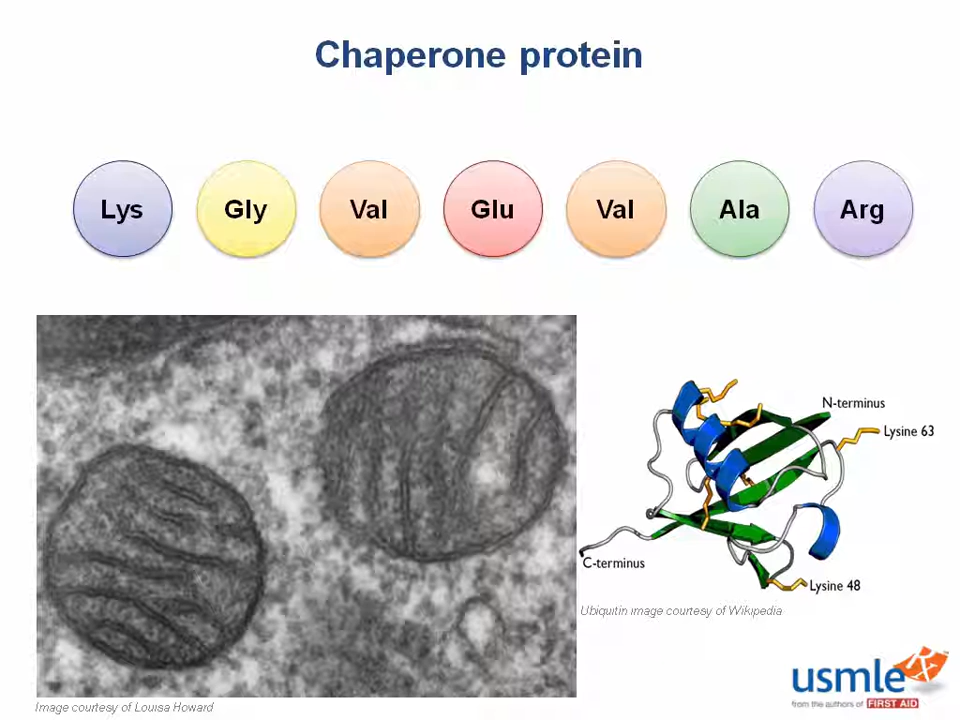 Chaperone protein
Lys Gly Val Glu Val Ala Arg
N-terminus
Lysine 63
C-terminus
Lysine 48
Ubiquitin image courtesy of Wikipedia
usmle Rx
from the authors of FIRST AID
Image courtesy of Louisa Howard